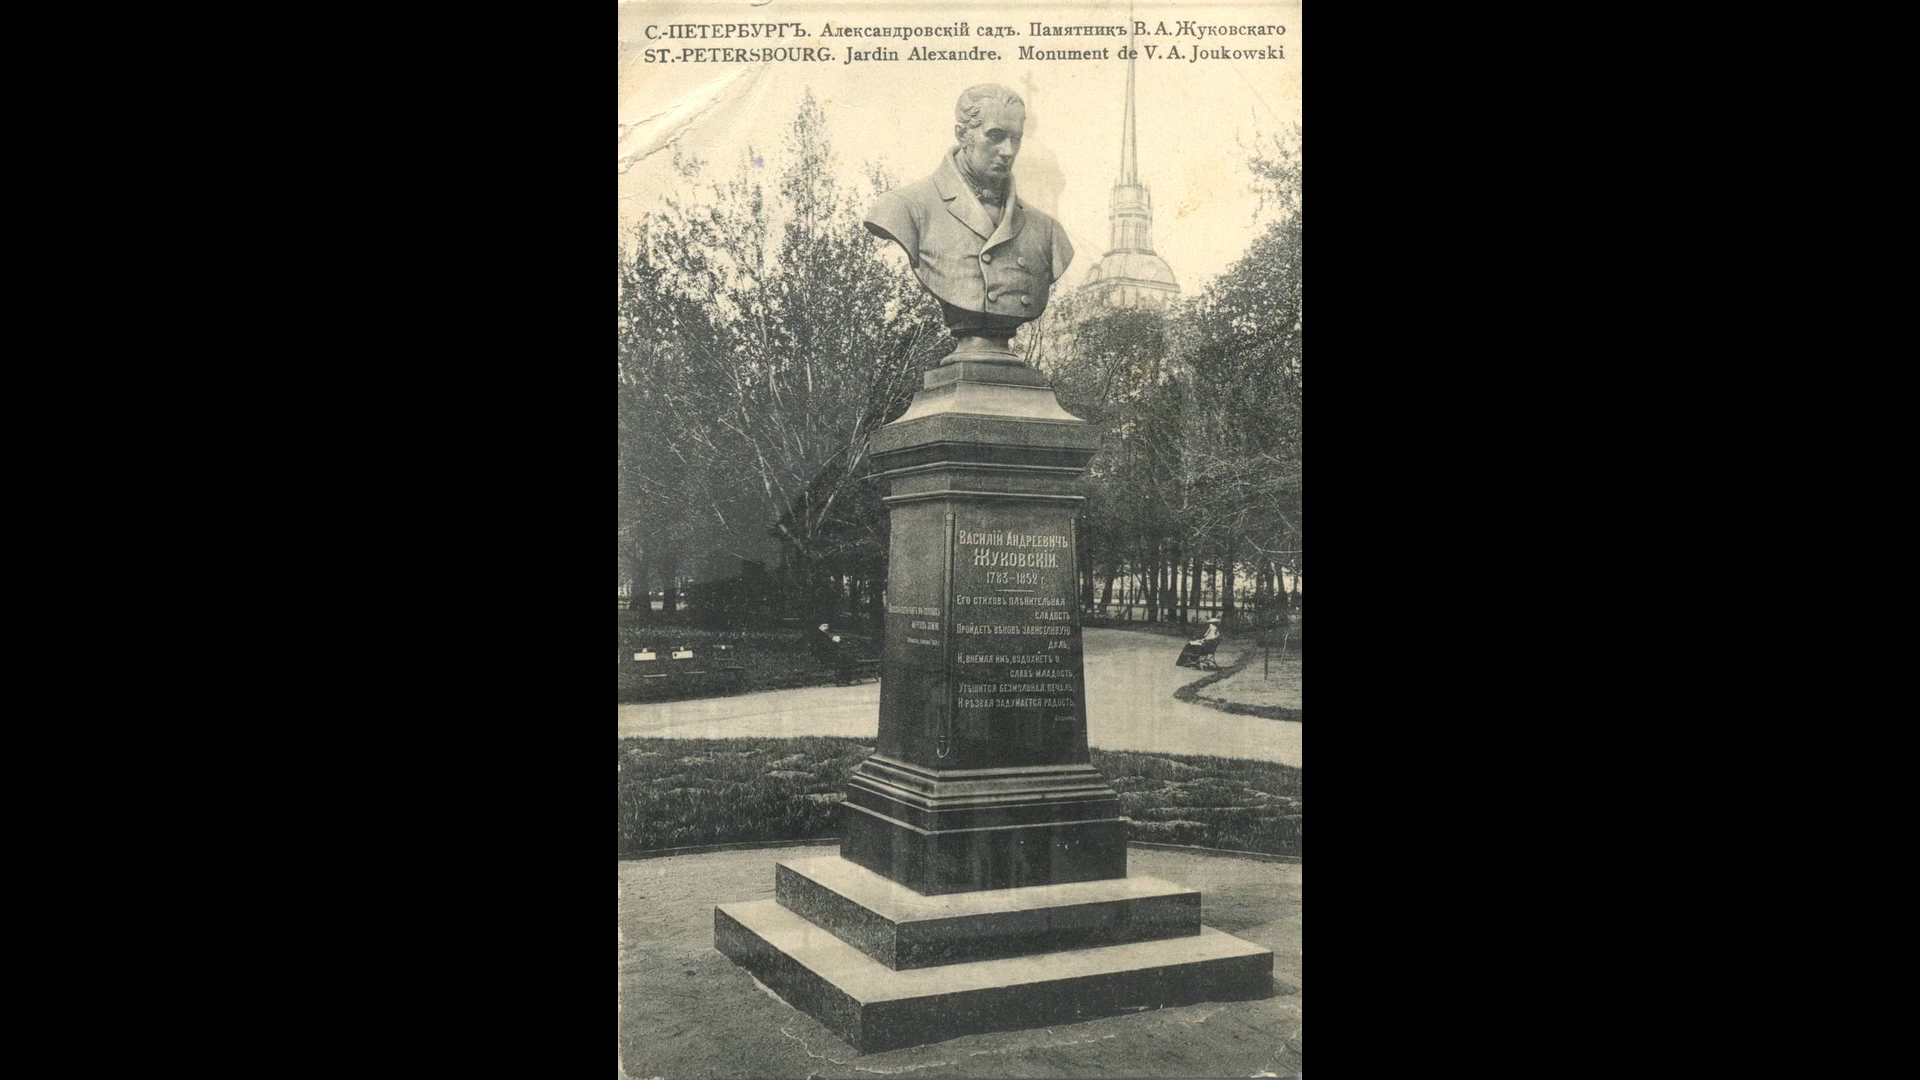 С.-ПЕТЕРБУРГЪ. Александровскій садъ. Памятникъ В. А. Жуковскаго
ST.-PETERSBOURG. Jardin Alexandre. Monument de V. A. Joukowski
ВАСИЛІЙ АНДРЕЕВИЧЪ
ЖУКОВСКІЙ.
1783–1852 г.
ЕГО СТИХОВЪ ПЛѢНИТЕЛЬНАЯ
СЛАДОСТЬ
ПРОЙДЕТЪ ВѢКОВЪ ЗАВИСТЛИВУЮ
ДАЛЬ,
И, ВНЕМЛЯ ИМЪ, ВЗДОХНЕТЪ О
СЛАВѢ МЛАДОСТЬ,
УТѢШИТСЯ БЕЗМОЛВНАЯ ПЕЧАЛЬ,
И РѢЗВАЯ ЗАДУМАЕТСЯ РАДОСТЬ.